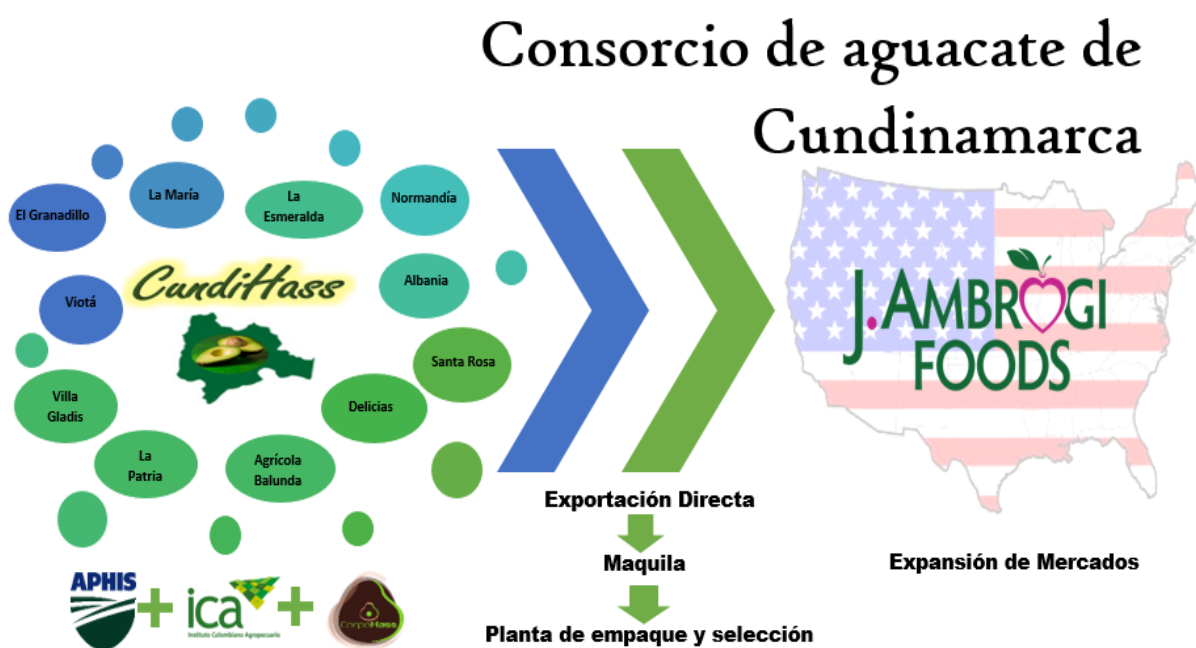 Consorcio de aguacate de
Cundinamarca
El Granadillo
La María
La
Esmeralda
Normandía
Viotá
CundiHass
Albania
Santa Rosa
Villa
Gladis
Delicias
La
Patria
Agrícola
Balunda
J.AMBROGI
FOODS
Exportación Directa
Maquila
Planta de empaque y selección
Expansión de Mercados
APHIS
+
ica
Instituto Colombiano Agropecuario
+
CorpoHass